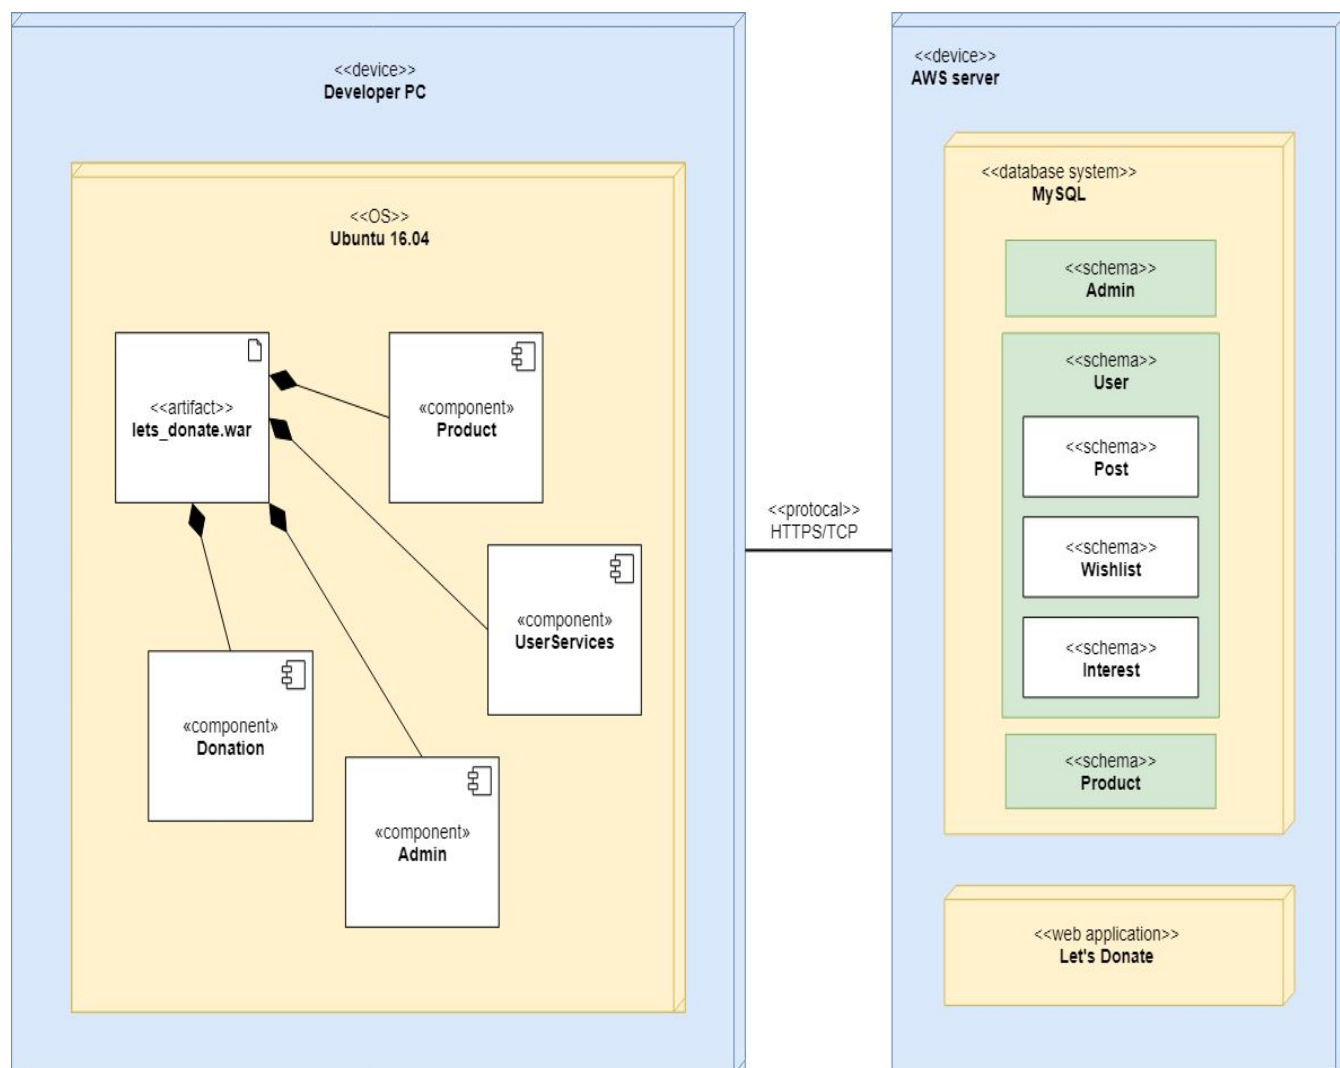 <<device>>
Developer PC
<<OS>>
Ubuntu 16.04
<<artifact>>
lets_donate.war
«component»
Product
«component»
UserServices
«component»
Donation
«component»
Admin
<<protocal>>
HTTPS/TCP
<<device>>
AWS server
<<database system>>
MySQL
<<schema>>
Admin
<<schema>>
User
<<schema>>
Post
<<schema>>
Wishlist
<<schema>>
Interest
<<schema>>
Product
<<web application>>
Let's Donate